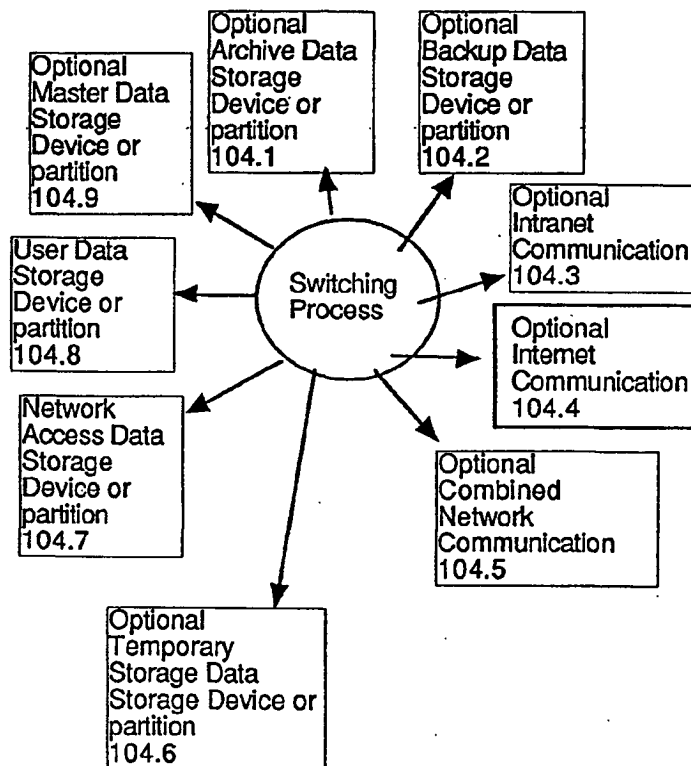 Optional
Master Data
Storage
Device or
partition
104.9
Optional
Archive Data
Storage
Device or
partition
104.1
Optional
Backup Data
Storage
Device or
partition
104.2
Optional
Intranet
Communication
104.3
Switching
Process
User Data
Storage
Device or
partition
104.8
Optional
Internet
Communication
104.4
Network
Access Data
Storage
Device or
partition
104.7
Optional
Combined
Network
Communication
104.5
Optional
Temporary
Storage Data
Storage Device or
partition
104.6